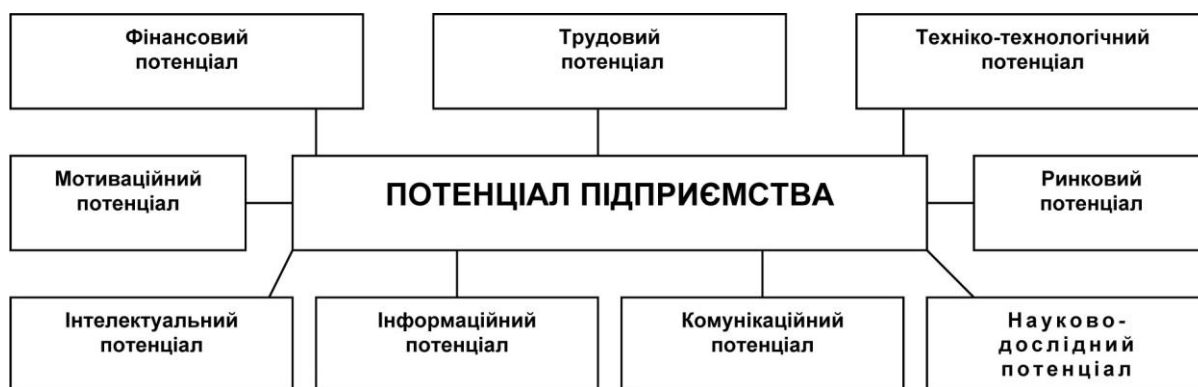 Фінансовий
потенціал
Трудовий
потенціал
Техніко-технологічний
потенціал
Мотиваційний
потенціал
ПОТЕНЦІАЛ ПІДПРИЄМСТВА
Ринковий
потенціал
Інтелектуальний
потенціал
Інформаційний
потенціал
Комунікаційний
потенціал
Науково-
дослідний
потенціал